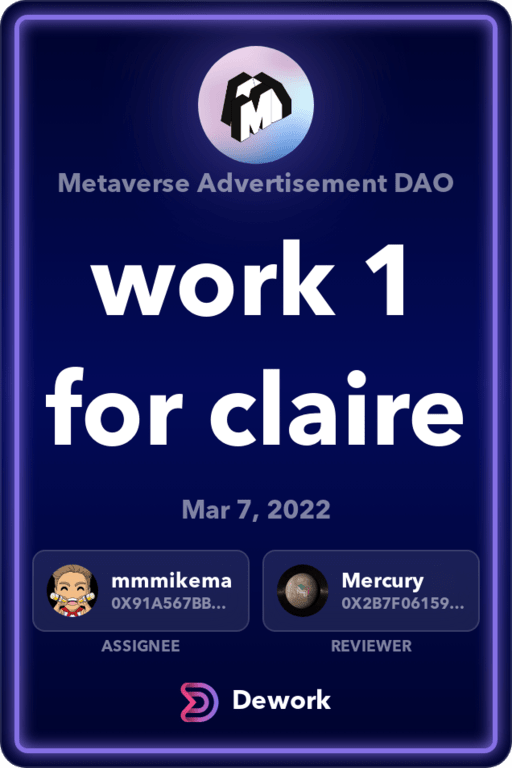 M
Metaverse Advertisement DAO
work 1
for claire
Mar 7, 2022
mmmikema
0X91A567BB...
Mercury
0X2B7F06159...
ASSIGNEE
REVIEWER
Dework